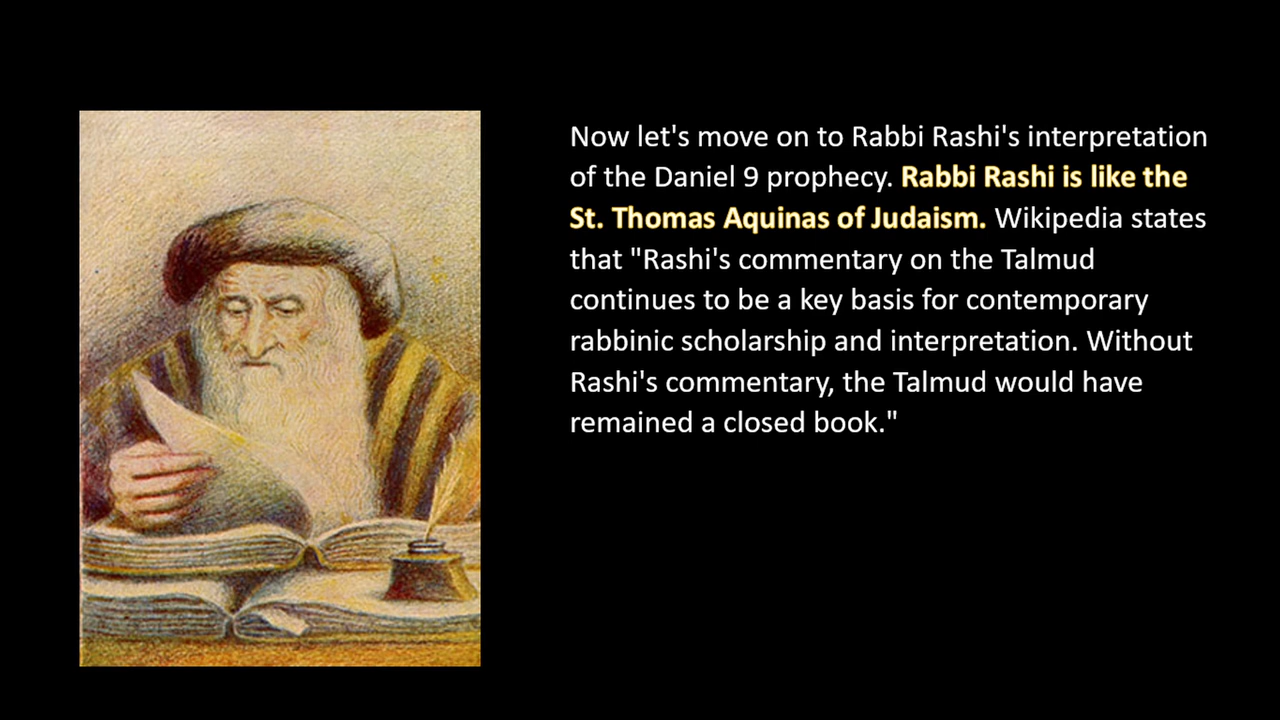 Now let's move on to Rabbi Rashi's interpretation
of the Daniel 9 prophecy. Rabbi Rashi is like the
St. Thomas Aquinas of Judaism. Wikipedia states
that "Rashi's commentary on the Talmud
continues to be a key basis for contemporary
rabbinic scholarship and interpretation. Without
Rashi's commentary, the Talmud would have
remained a closed book."